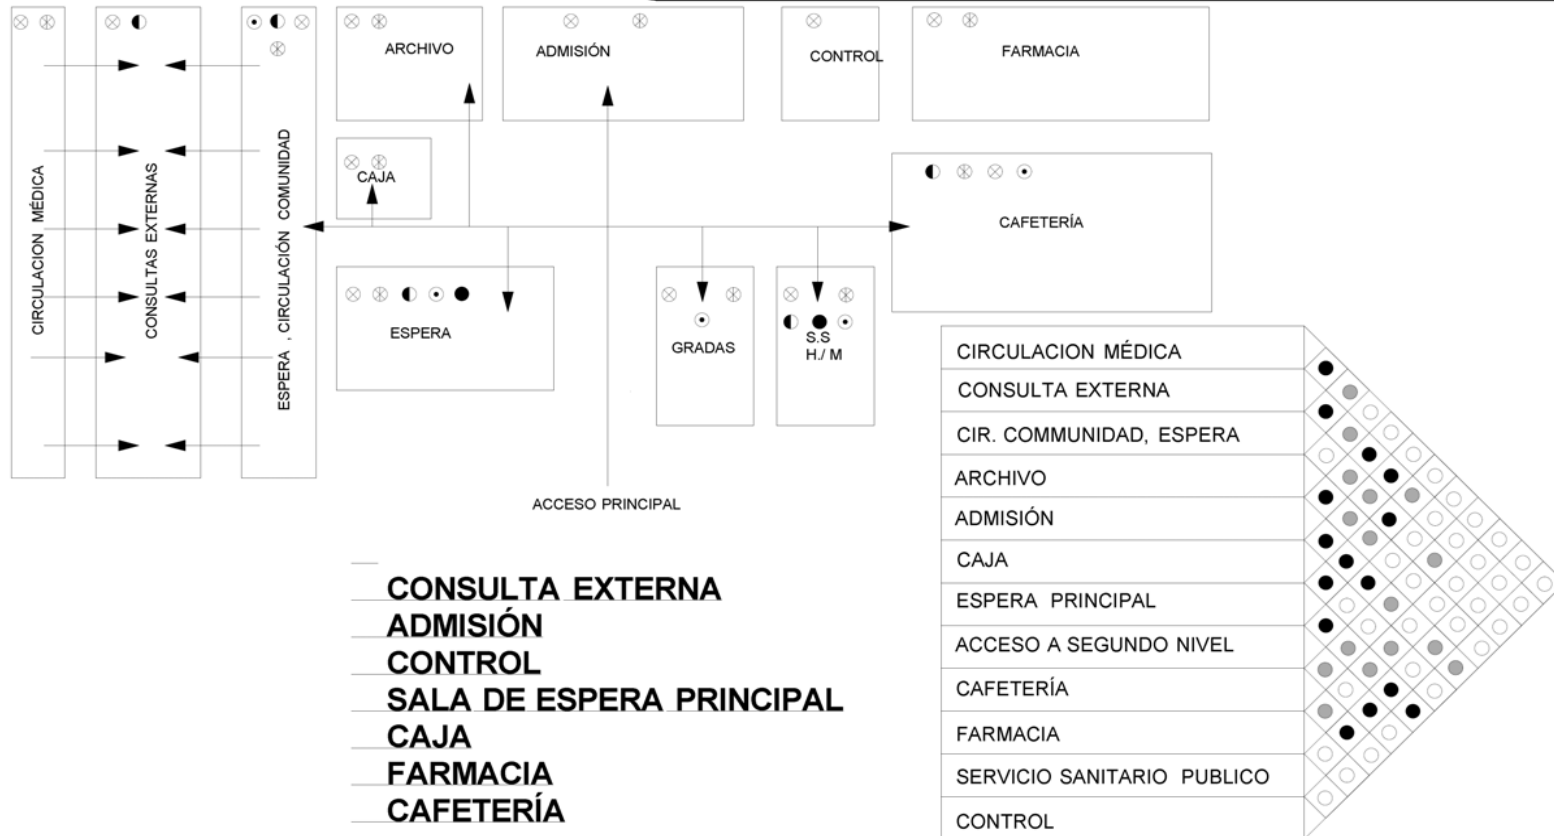 ARCHIVO
ADMISIÓN
CONTROL
FARMACIA
CIRCULACION MÉDICA
CONSULTAS EXTERNAS
ESPERA , CIRCULACIÓN COMUNIDAD
CAJA
CAFETERÍA
ESPERA
GRADAS
S.S
H./ M
ACCESO PRINCIPAL
CONSULTA EXTERNA
ADMISIÓN
CONTROL
SALA DE ESPERA PRINCIPAL
CAJA
FARMACIA
CAFETERÍA
CIRCULACION MÉDICA
CONSULTA EXTERNA
CIR. COMMUNIDAD, ESPERA
ARCHIVO
ADMISIÓN
CAJA
ESPERA PRINCIPAL
ACCESO A SEGUNDO NIVEL
CAFETERÍA
FARMACIA
SERVICIO SANITARIO PUBLICO
CONTROL